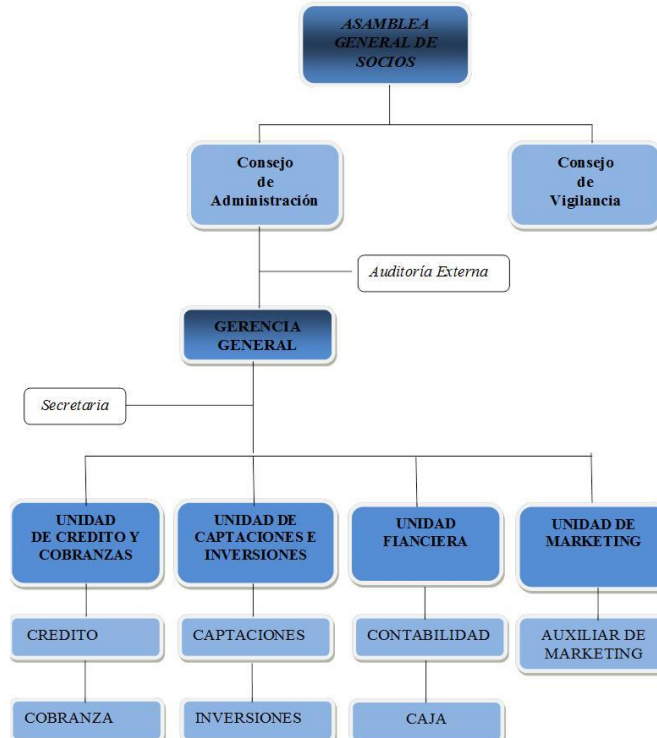 ASAMBLEA
GENERAL DE
SOCIOS
Consejo
de
Administración
Consejo
de
Vigilancia
Auditoría Externa
GERENCIA
GENERAL
Secretaria
UNIDAD
DE CREDITO Y
COBRANZAS
UNIDAD DE
CAPTACIONES E
INVERSIONES
UNIDAD
FIANCIERA
UNIDAD DE
MARKETING
CREDITO
CAPTACIONES
CONTABILIDAD
AUXILIAR DE
MARKETING
COBRANZA
INVERSIONES
CAJA